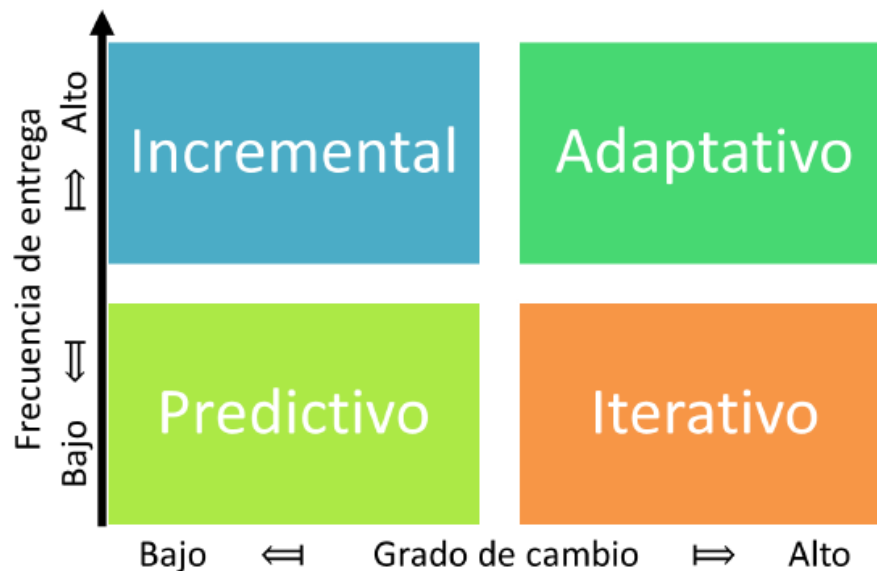 Frecuencia de entrega
Bajo ⇐ ⇒ Alto
Incremental
Adaptativo
Predictivo
Iterativo
Bajo ⇐ Grado de cambio ⇒ Alto